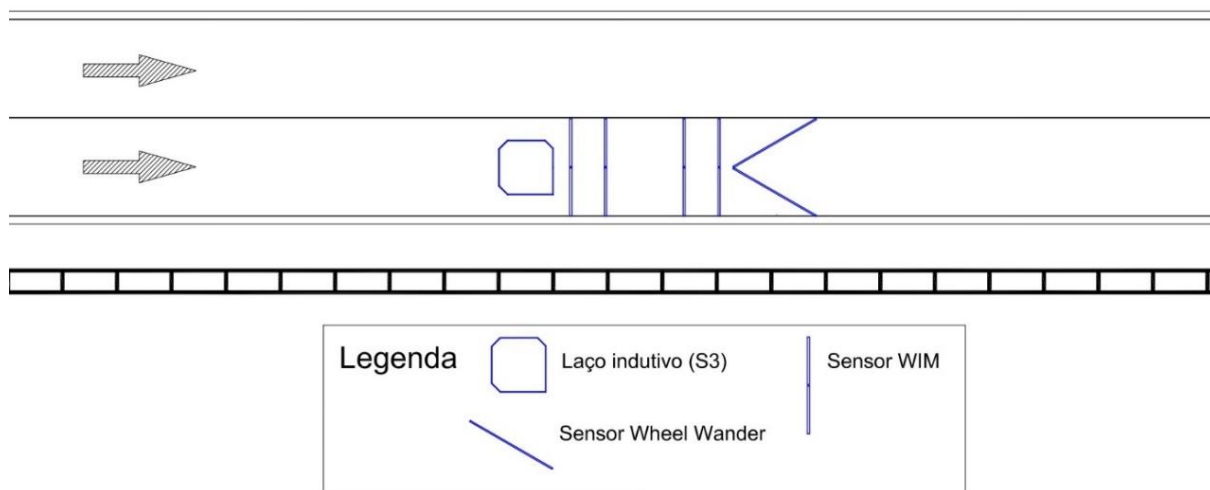 Legenda
Laço indutivo (S3)
Sensor WIM
Sensor Wheel Wander